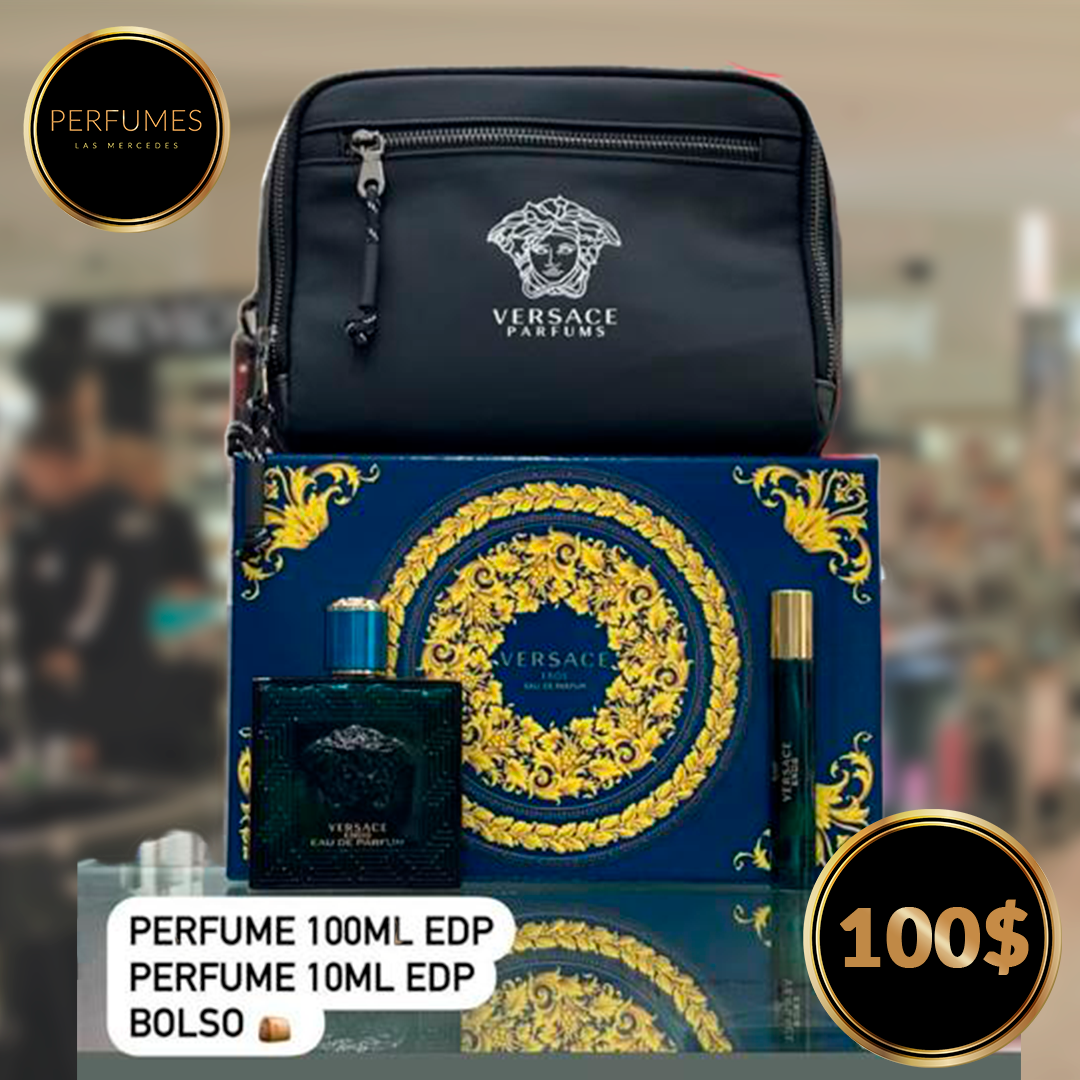 PERFUMES
LAS MERCEDES
VERSACE
PARFUMS
VERSACE
EROS
EAU DE PARFUM
VERSACE
EROS
EAU DE PARFUM
VERSACE
EROS
PERFUME 100ML EDP
PERFUME 10ML EDP
BOLSO
100$